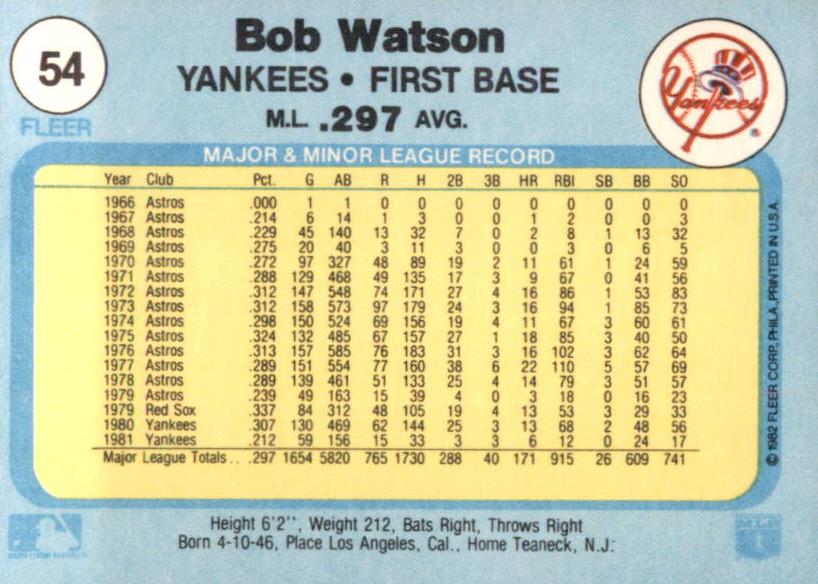 Bob Watson
54
YANKEES • FIRST BASE
Yankees
®
FLEER
M.L. .297 AVG.
MAJOR & MINOR LEAGUE RECORD
Year Club Pct. G AB R H 2B 3B HR RBI SB BB SO
1966 Astros .000 1 1 0 0 0 0 0 0 0 0 0
1967 Astros .214 6 14 1 3 0 0 1 2 0 0 3
1968 Astros .229 45 140 13 32 7 0 2 8 1 13 32
1969 Astros .275 20 40 3 11 3 0 0 3 0 6 5
1970 Astros .272 97 327 48 89 19 2 11 61 1 24 59
1971 Astros .288 129 468 49 135 17 3 9 67 0 41 56
1972 Astros .312 147 548 74 171 27 4 16 86 1 53 83
1973 Astros .312 158 573 97 179 24 3 16 94 1 85 73
1974 Astros .298 150 524 69 156 19 4 11 67 3 60 61
1975 Astros .324 132 485 67 157 27 1 18 85 3 40 50
1976 Astros .313 157 585 76 183 31 3 16 102 3 62 64
1977 Astros .289 151 554 77 160 38 6 22 110 5 57 69
1978 Astros .289 139 461 51 133 25 4 14 79 3 51 57
1979 Astros .239 49 163 15 39 4 0 3 18 0 16 23
1979 Red Sox .337 84 312 48 105 19 4 13 53 3 29 33
1980 Yankees .307 130 469 62 144 25 3 13 68 2 48 56
1981 Yankees .212 59 156 15 33 3 3 6 12 0 24 17
Major League Totals . . .297 1654 5820 765 1730 288 40 171 915 26 609 741
© 1982 FLEER CORP., PHILA., PRINTED IN U.S.A.
Height 6'2'', Weight 212, Bats Right, Throws Right
Born 4-10-46, Place Los Angeles, Cal., Home Teaneck, N.J.